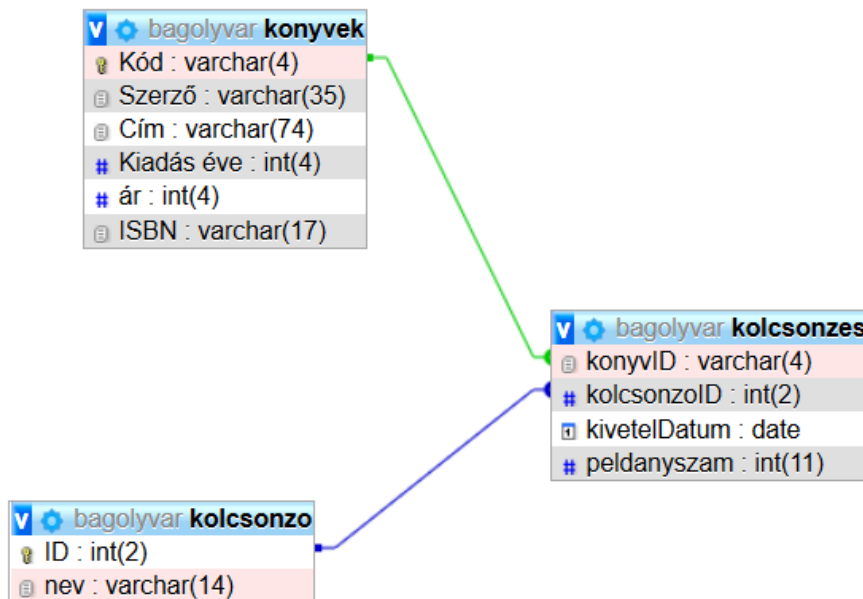 bagolyvar konyvek
Kód : varchar(4)
Szerző : varchar(35)
Cím : varchar(74)
Kiadás éve : int(4)
ár : int(4)
ISBN : varchar(17)
bagolyvar kolcsonzes
konyvID : varchar(4)
kolcsonzoID : int(2)
kivetelDatum : date
peldanyszam : int(11)
bagolyvar kolcsonzo
ID : int(2)
nev : varchar(14)